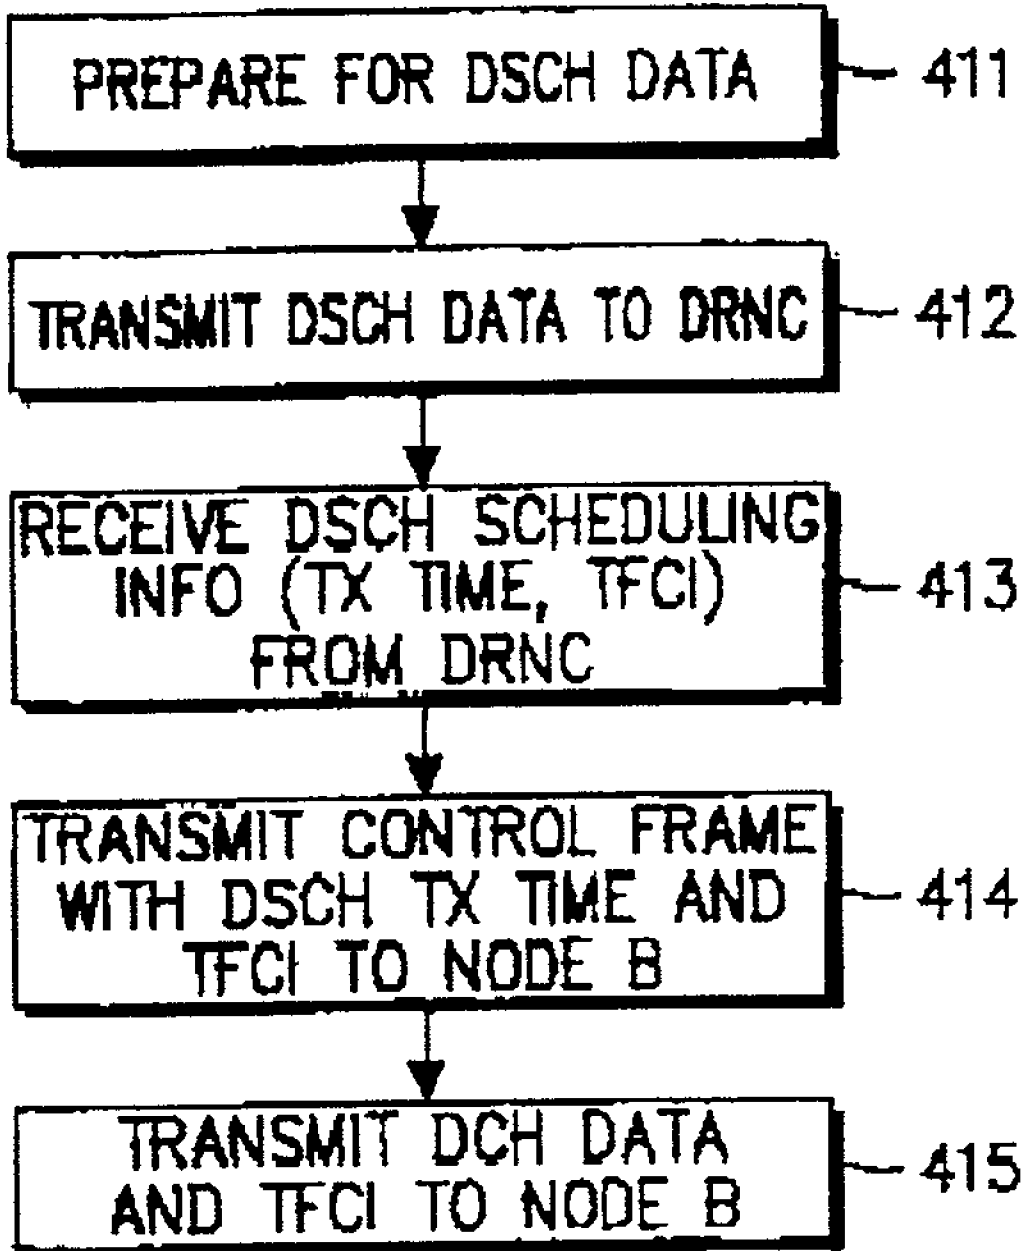 PREPARE FOR DSCH DATA
411
TRANSMIT DSCH DATA TO DRNC
412
RECEIVE DSCH SCHEDULING
INFO (TX TIME, TFCI)
FROM DRNC
413
TRANSMIT CONTROL FRAME
WITH DSCH TX TIME AND
TFCI TO NODE B
414
TRANSMIT DCH DATA
AND TFCI TO NODE B
415